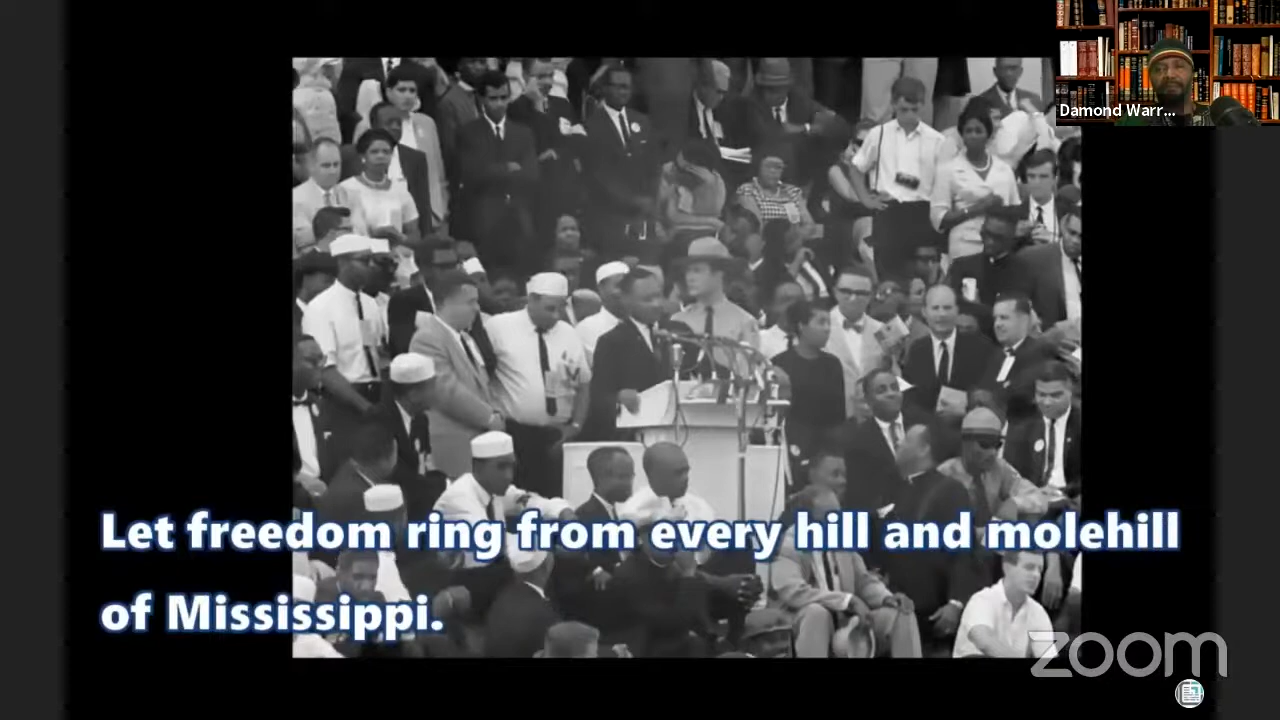 Damond Warr...
Let freedom ring from every hill and molehill
of Mississippi.
zoom